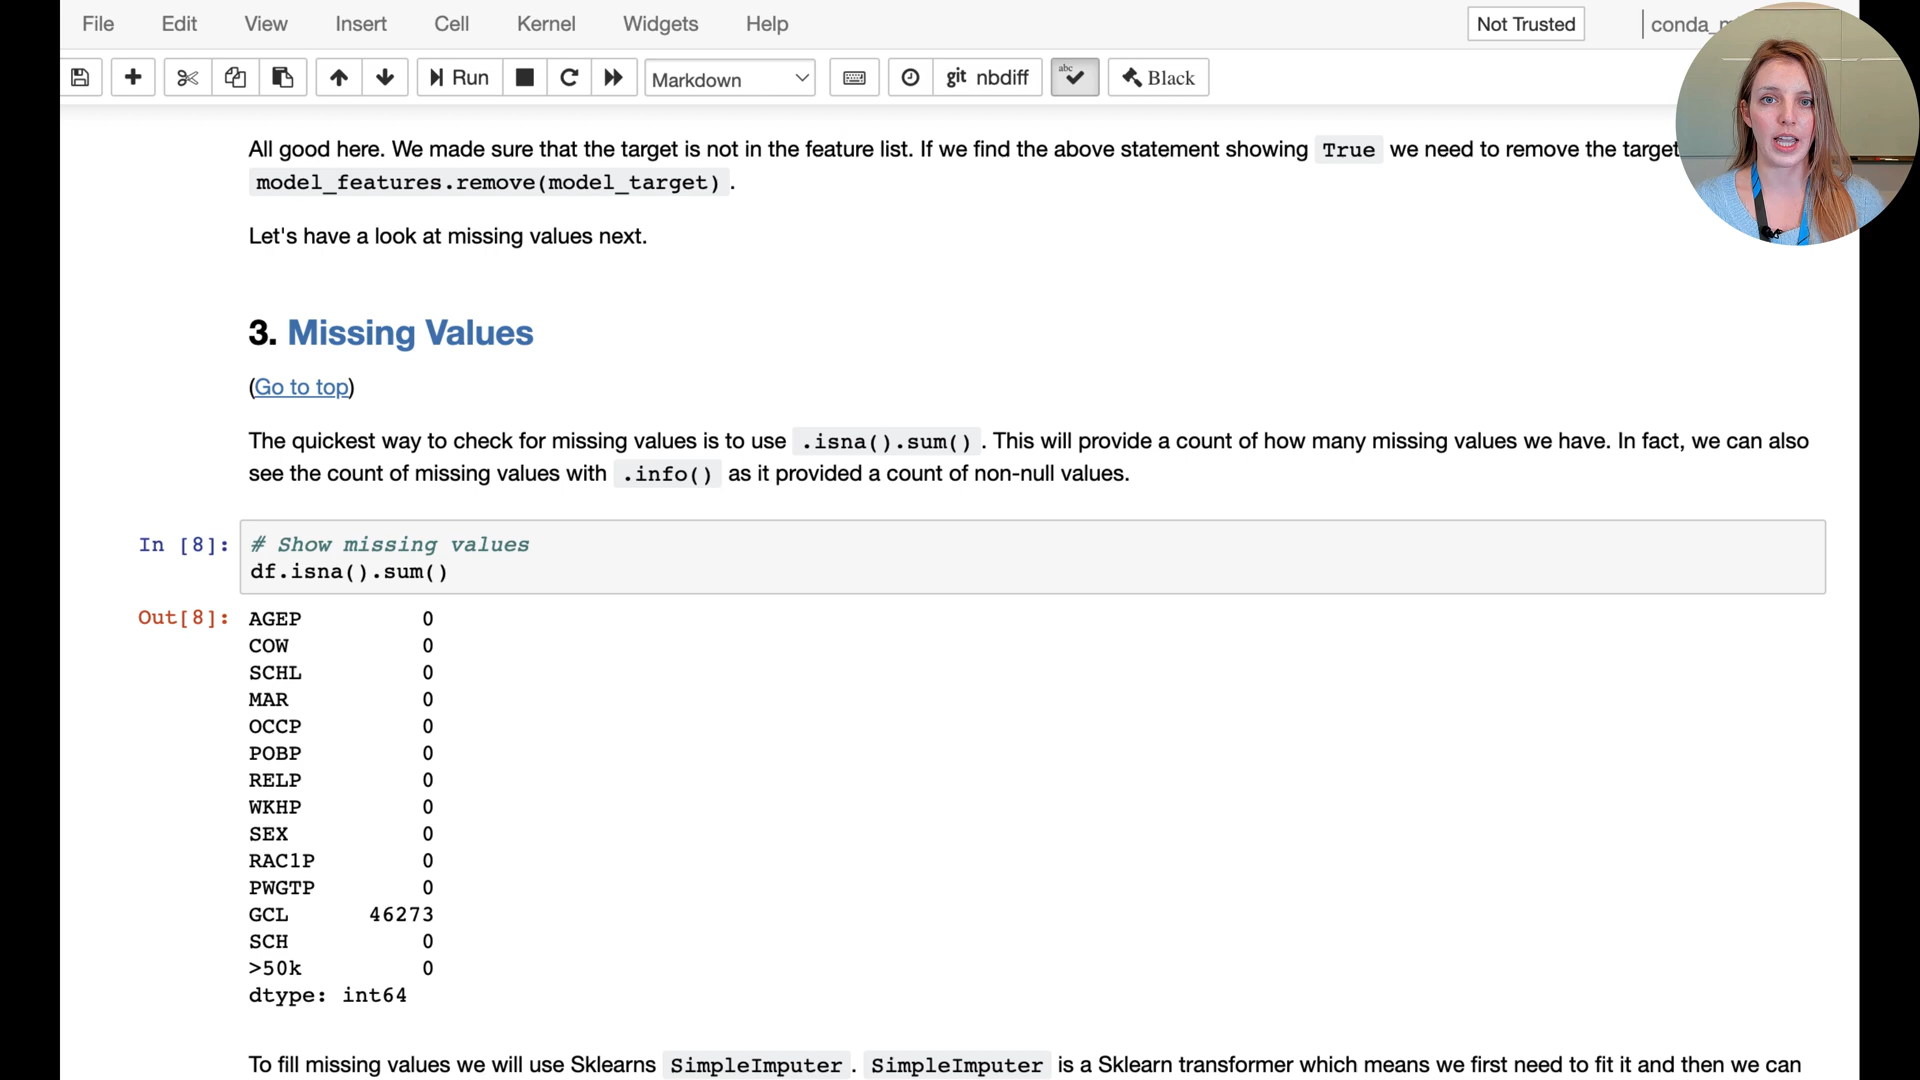 File Edit View Insert Cell Kernel Widgets Help Not Trusted conda_
Run Markdown git nbdiff abc Black
All good here. We made sure that the target is not in the feature list. If we find the above statement showing True we need to remove the target
model_features.remove(model_target) .
Let's have a look at missing values next.
3. Missing Values
(Go to top)
The quickest way to check for missing values is to use .isna().sum() . This will provide a count of how many missing values we have. In fact, we can also
see the count of missing values with .info() as it provided a count of non-null values.
In [8]: # Show missing values
df.isna().sum()
Out[8]: AGEP 0
COW 0
SCHL 0
MAR 0
OCCP 0
POBP 0
RELP 0
WKHP 0
SEX 0
RAC1P 0
PWGTP 0
GCL 46273
SCH 0
>50k 0
dtype: int64
To fill missing values we will use Sklearns SimpleImputer . SimpleImputer is a Sklearn transformer which means we first need to fit it and then we can